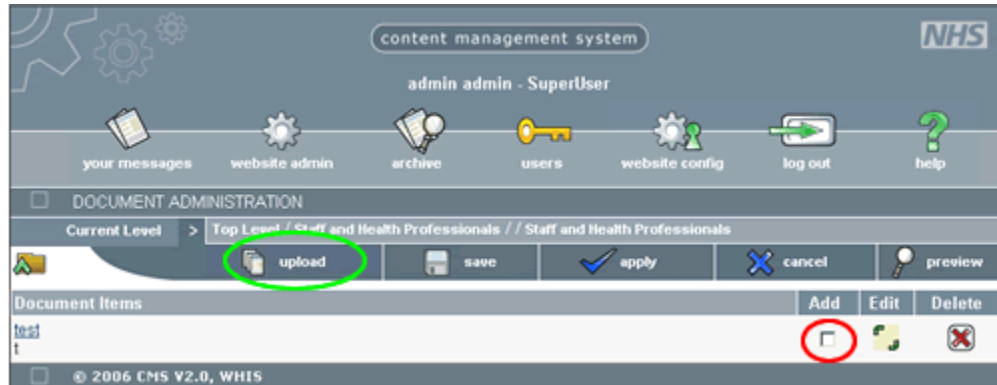 content management system
NHS
admin admin - SuperUser
your messages website admin archive users website config log out help
DOCUMENT ADMINISTRATION
Current Level > Top Level / Staff and Health Professionals / / Staff and Health Professionals
upload save apply cancel preview
Document Items Add Edit Delete
test
t
© 2006 CMS V2.0, WHIS